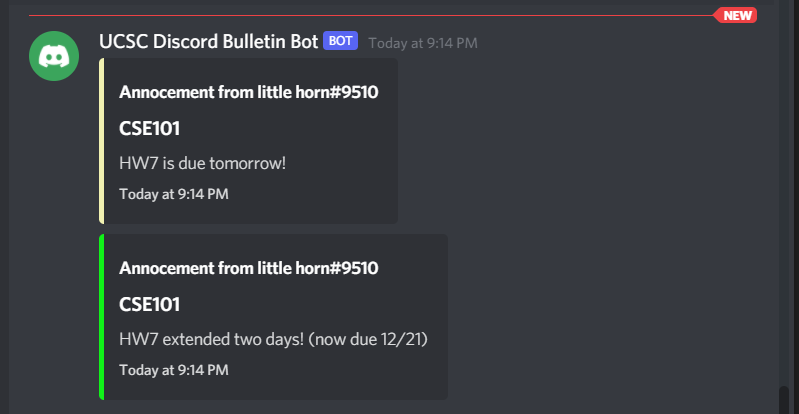 NEW
UCSC Discord Bulletin Bot BOT Today at 9:14 PM
Annocement from little horn#9510
CSE101
HW7 is due tomorrow!
Today at 9:14 PM
Annocement from little horn#9510
CSE101
HW7 extended two days! (now due 12/21)
Today at 9:14 PM